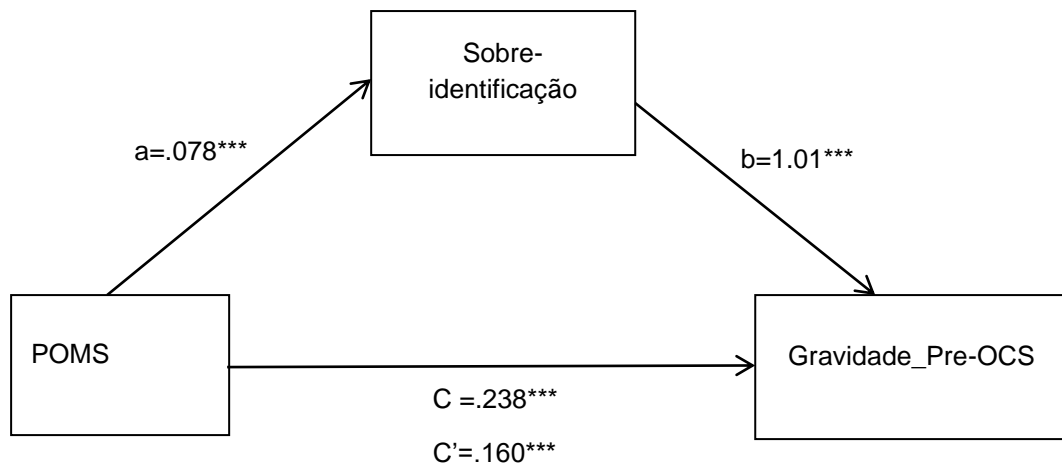 Sobre-
identificação
a=.078***
b=1.01***
POMS
Gravidade_Pre-OCS
C =.238***
C’=.160***